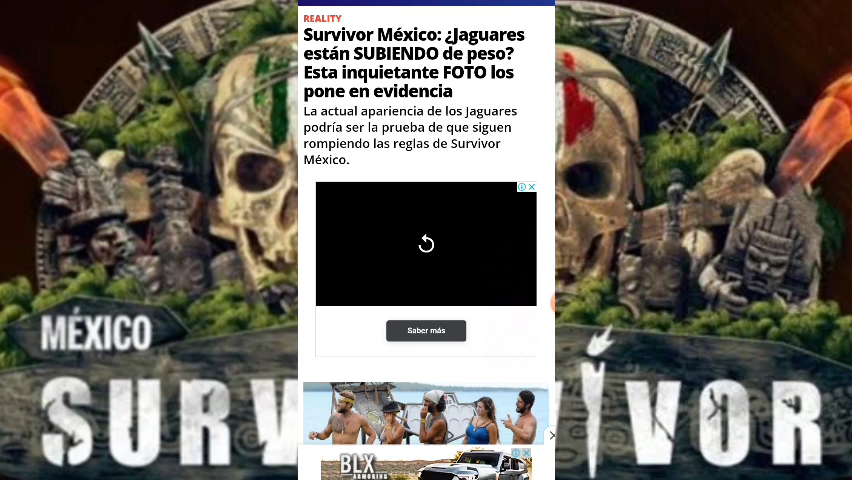 REALITY
Survivor México: ¿Jaguares
están SUBIENDO de peso?
Esta inquietante FOTO los
pone en evidencia
La actual apariencia de los Jaguares
podría ser la prueba de que siguen
rompiendo las reglas de Survivor
México.
Saber más
BLX
ARMORING
MÉXICO
SURVIVOR